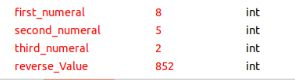 first_numeral 8 int
second_numeral 5 int
third_numeral 2 int
reverse_Value 852 int